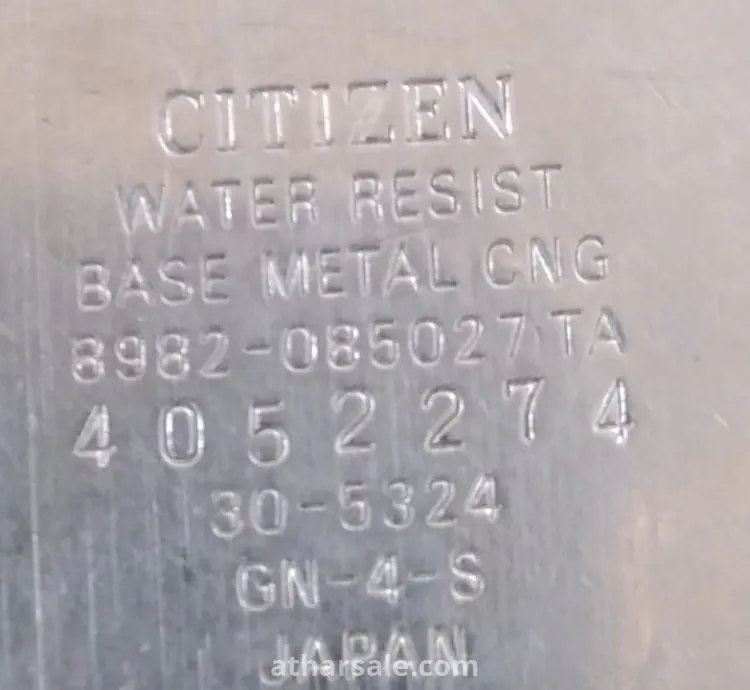 CITIZEN
WATER RESIST
BASE METAL CNG
8982-085027 TA
4052274
30-5324
GN-4-S
JAPAN
atharsale.com